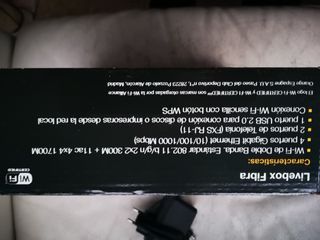 Livebox Fibra
Características:
Wi-Fi de Doble Banda. Estándar 802.11 b/g/n 2x2 300M + 11ac 4x4 1700M
4 puertos Gigabit Ethernet (10/100/1000 Mbps)
2 puertos de telefonía (FXS RJ-11)
1 puerto USB 2.0 para conexión de discos o impresoras desde la red local
Conexión Wi-Fi sencilla con botón WPS
El logo Wi-Fi CERTIFIED™ y Wi-Fi CERTIFIED™ son marcas otorgadas por la Wi-Fi Alliance
Orange Espagne S.A.U. Paseo del Club Deportivo nº1, 28223 Pozuelo de Alarcón, Madrid.
Wi Fi
CERTIFIED